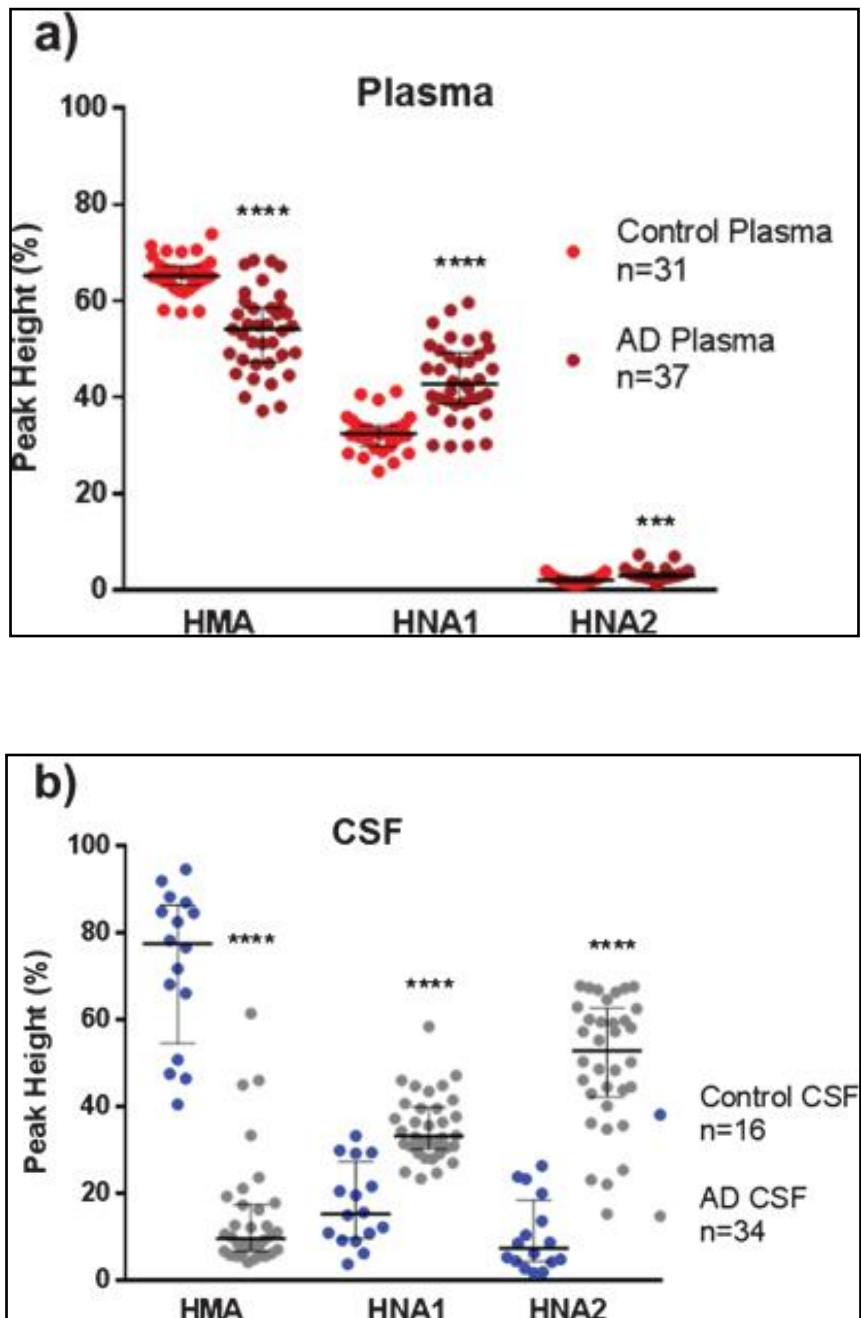 a)
Plasma
Peak Height (%)
100
80
60
40
20
0
****
****
***
Control Plasma
n=31
AD Plasma
n=37
HMA HNA1 HNA2
b)
CSF
Peak Height (%)
100
80
60
40
20
0
****
****
****
Control CSF
n=16
AD CSF
n=34
HMA HNA1 HNA2